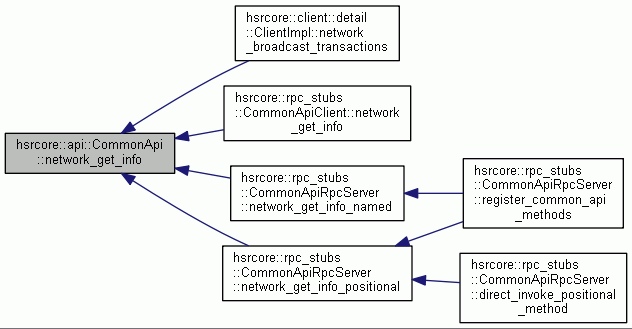 hsrcore::client::detail
::ClientImpl::network
_broadcast_transactions
hsrcore::rpc_stubs
::CommonApiClient::network
_get_info
hsrcore::api::CommonApi
::network_get_info
hsrcore::rpc_stubs
::CommonApiRpcServer
::network_get_info_named
hsrcore::rpc_stubs
::CommonApiRpcServer
::register_common_api
_methods
hsrcore::rpc_stubs
::CommonApiRpcServer
::network_get_info_positional
hsrcore::rpc_stubs
::CommonApiRpcServer
::direct_invoke_positional
_method